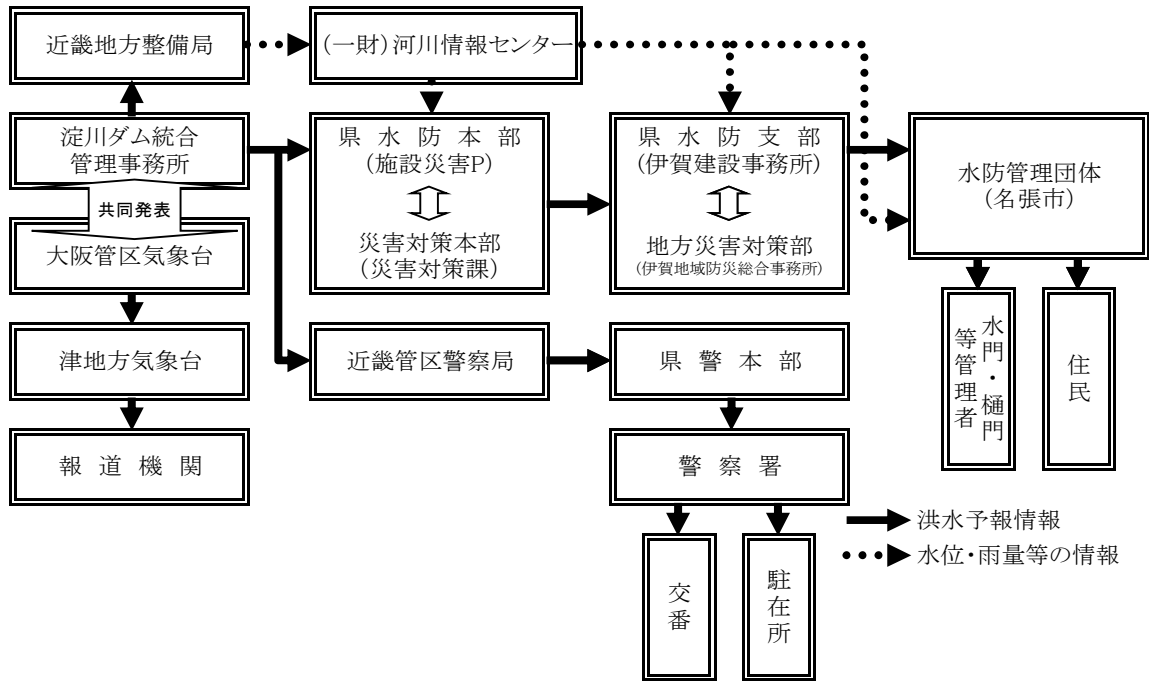 近畿地方整備局
(一財)河川情報センター
淀川ダム統合
管理事務所
共同発表
大阪管区気象台
津地方気象台
報道機関
県水防本部
(施設災害P)
災害対策本部
(災害対策課)
近畿管区警察局
県水防支部
(伊賀建設事務所)
地方災害対策部
(伊賀地域防災総合事務所)
県警本部
警察署
交番
駐在所
水防管理団体
(名張市)
水門・樋門
等管理者
住民
洪水予報情報
水位・雨量等の情報